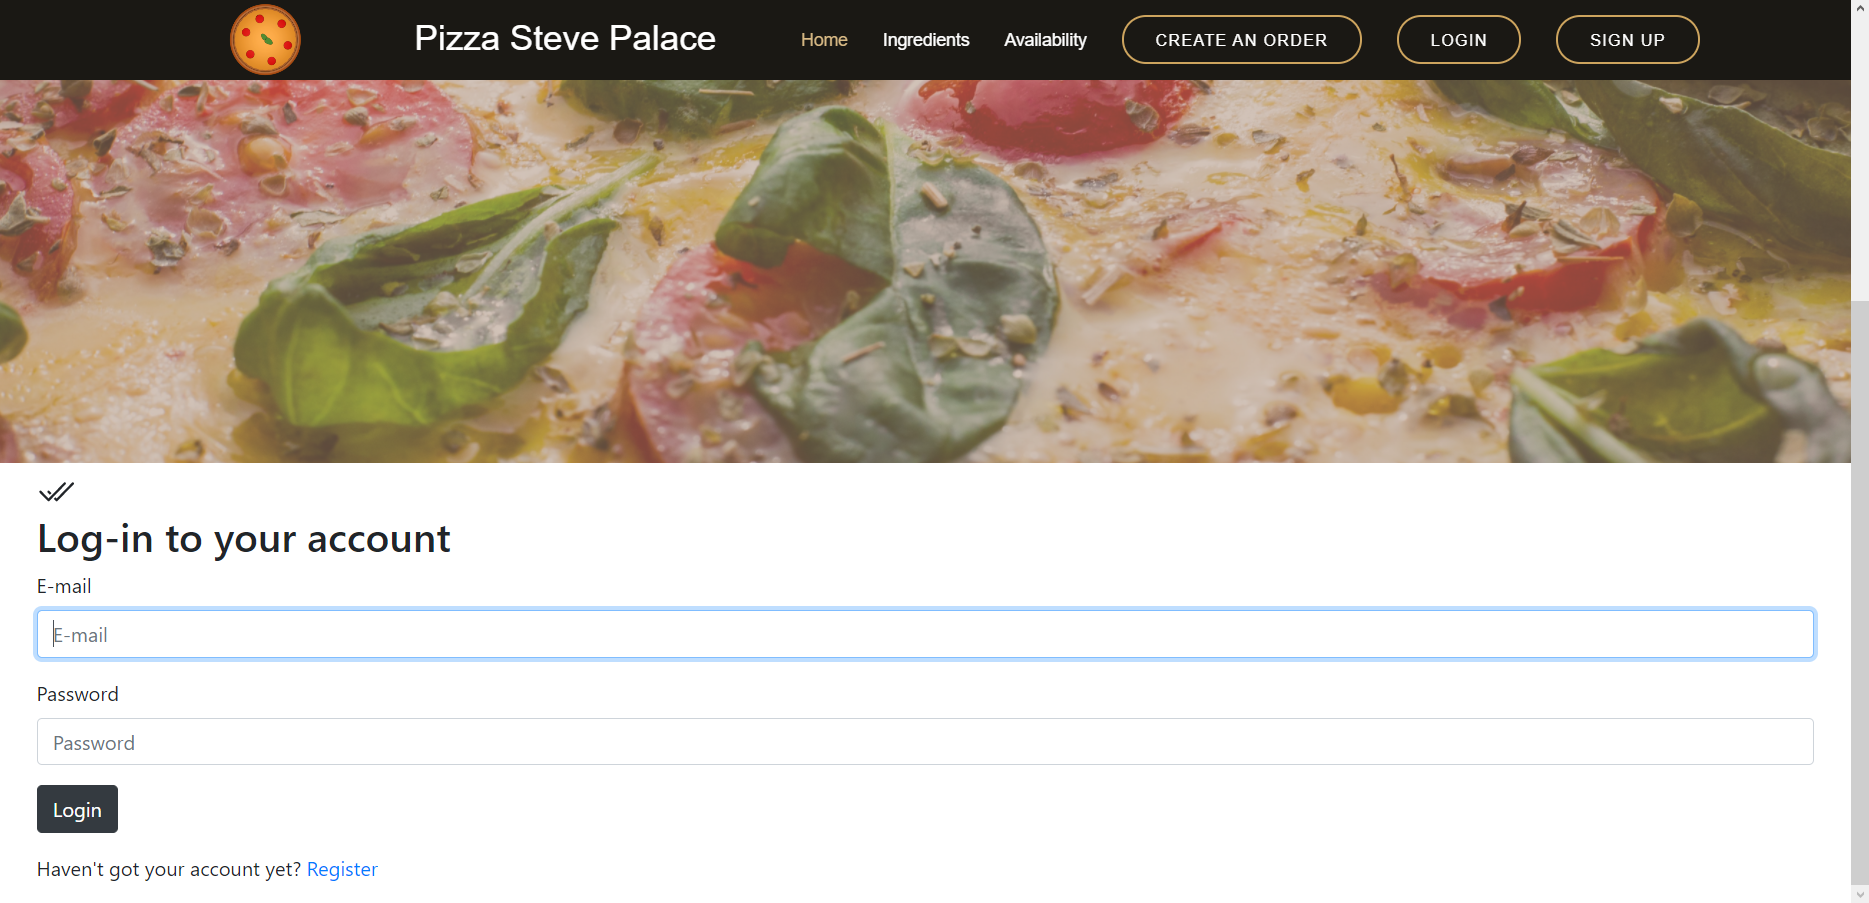 Pizza Steve Palace Home Ingredients Availability CREATE AN ORDER LOGIN SIGN UP
Log-in to your account
E-mail
E-mail
Password
Password
Login
Haven't got your account yet? Register